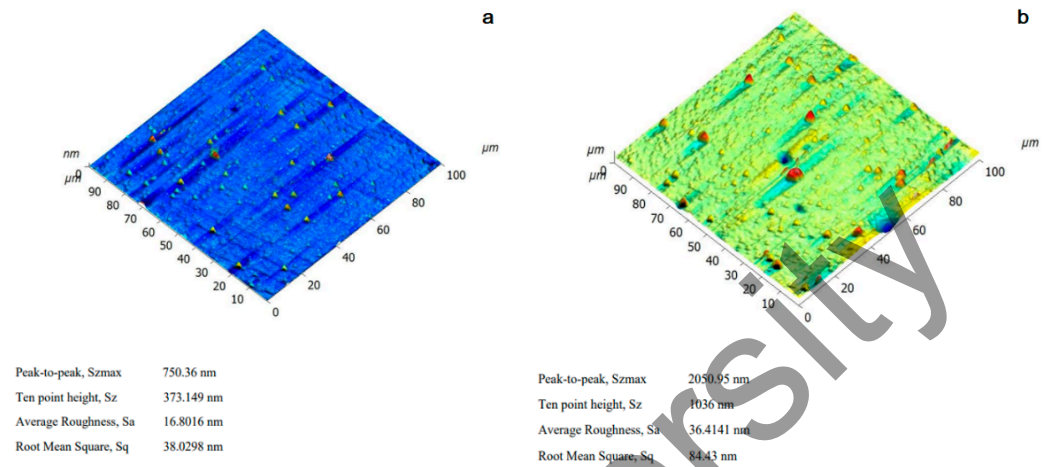 a
nm
0
µm
90
80
70
60
50
40
30
20
10
0
20
40
60
80
100
µm
Peak-to-peak, Szmax 750.36 nm
Ten point height, Sz 373.149 nm
Average Roughness, Sa 16.8016 nm
Root Mean Square, Sq 38.0298 nm
b
µm
0
µm
90
80
70
60
50
40
30
20
10
0
20
40
60
80
100
µm
Peak-to-peak, Szmax 2050.95 nm
Ten point height, Sz 1036 nm
Average Roughness, Sa 36.4141 nm
Root Mean Square, Sq 84.43 nm
ersity